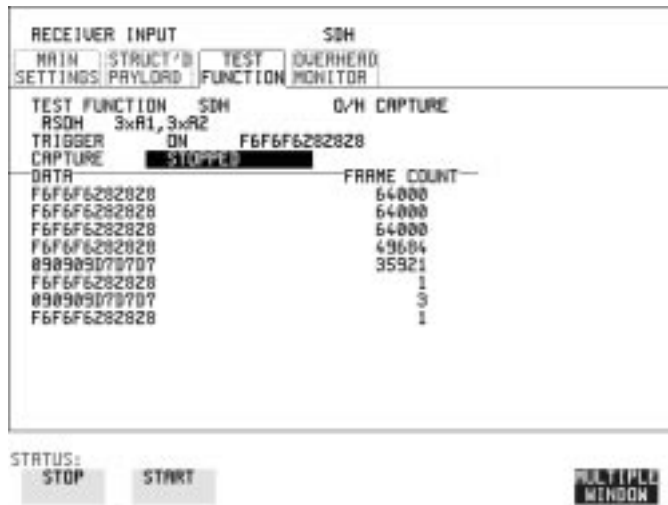 RECEIVER INPUT SDH
MAIN SETTINGS STRUCT'D PAYLOAD TEST FUNCTION OVERHEAD MONITOR
TEST FUNCTION SDH O/H CAPTURE
RSOH 3xA1,3xA2
TRIGGER ON F6F6F6282828
CAPTURE STOPPED
DATA FRAME COUNT
F6F6F6282828 64000
F6F6F6282828 64000
F6F6F6282828 64000
F6F6F6282828 49684
090909D7D7D7 35921
F6F6F6282828 1
090909D7D7D7 3
F6F6F6282828 1
STATUS:
STOP START MULTIPLE WINDOW